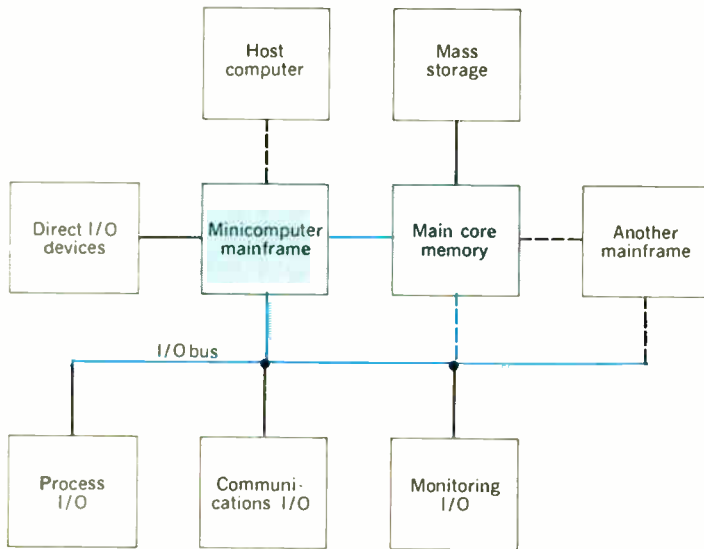 Host
computer
Mass
storage
Direct I/O
devices
Minicomputer
mainframe
Main core
memory
Another
mainframe
I/O bus
Process
I/O
Communi-
cations I/O
Monitoring
I/O